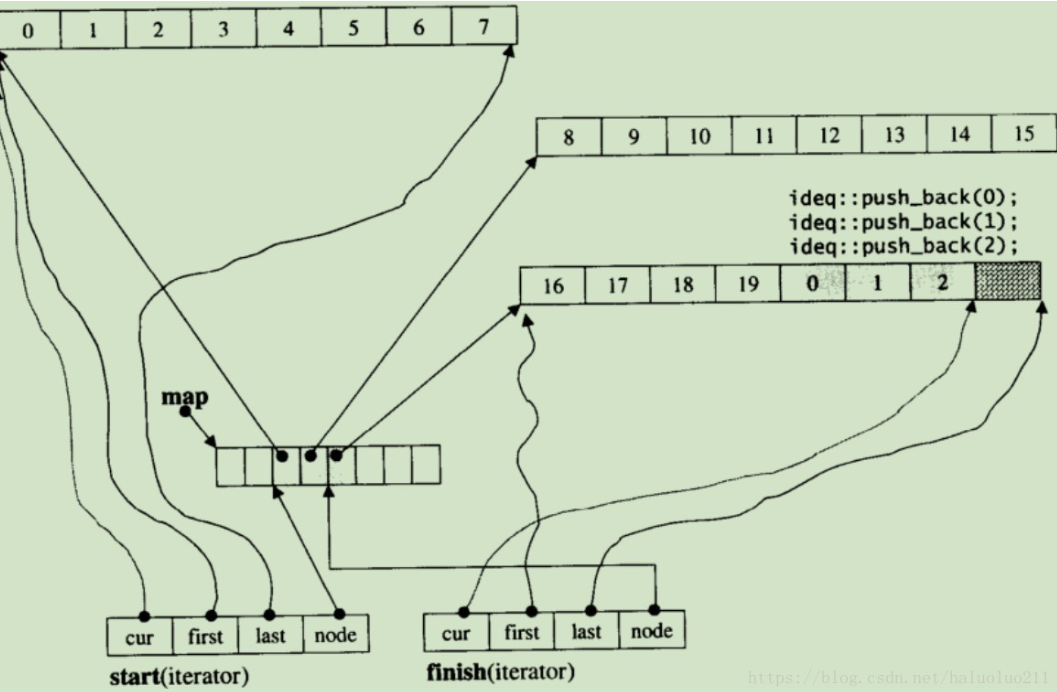 0 1 2 3 4 5 6 7
8 9 10 11 12 13 14 15
ideq::push_back(0);
ideq::push_back(1);
ideq::push_back(2);
16 17 18 19 0 1 2
map
cur first last node
start(iterator)
cur first last node
finish(iterator)
https://blog.csdn.net/haluoluo211